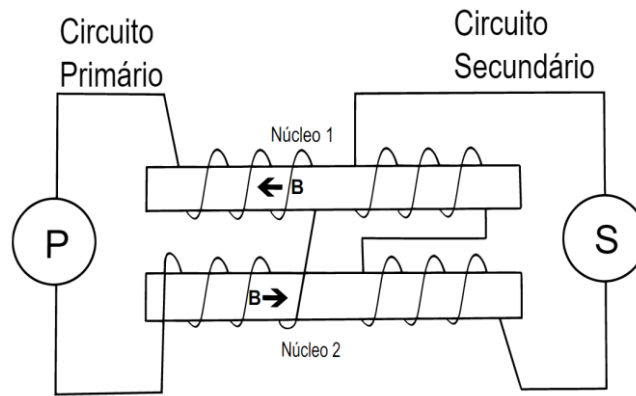 Circuito
Primário
Circuito
Secundário
Núcleo 1
B
P
S
B
Núcleo 2